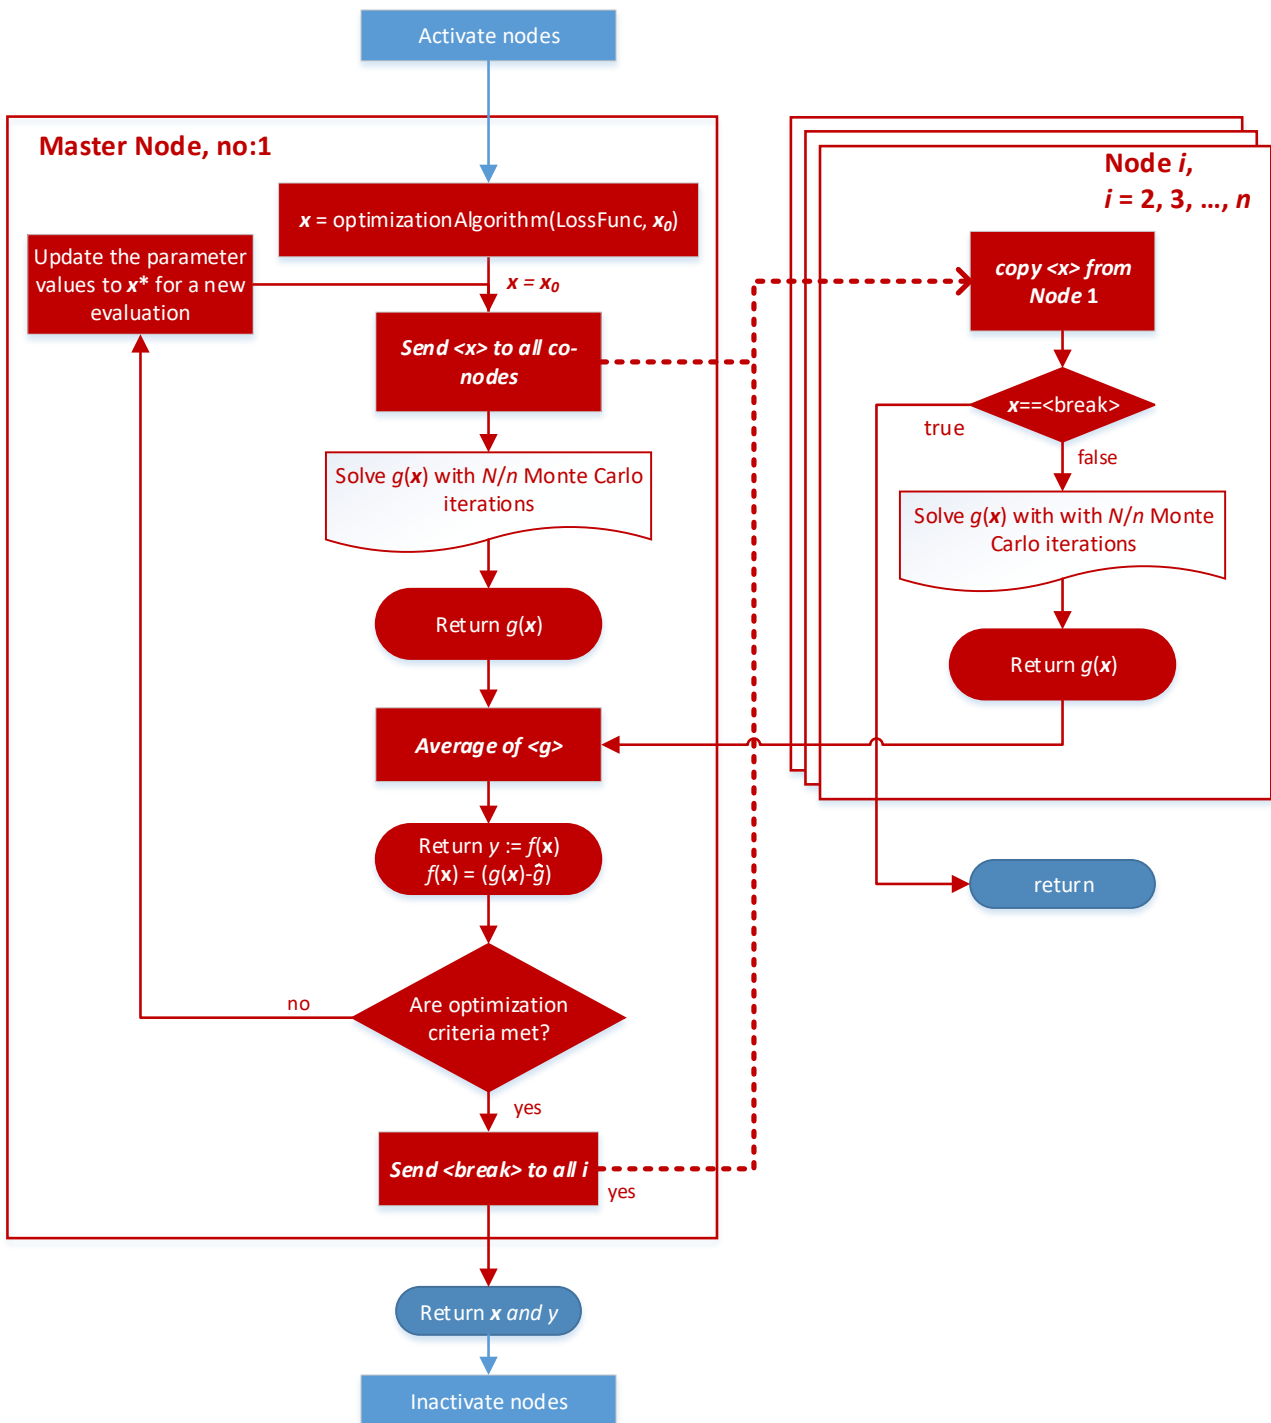 Activate nodes
Master Node, no:1
x = optimizationAlgorithm(LossFunc, x₀)
Update the parameter
values to x* for a new
evaluation
x = x₀
Send <x> to all co-
nodes
Solve g(x) with N/n Monte Carlo
iterations
Return g(x)
Average of <g>
Return y := f(x)
f(x) = (g(x)-ĝ)
Are optimization
criteria met?
no
yes
Send <break> to all i
yes
Return x and y
Inactivate nodes
Node i,
i = 2, 3, …, n
copy <x> from
Node 1
x==<break>
true
false
Solve g(x) with with N/n Monte
Carlo iterations
Return g(x)
return